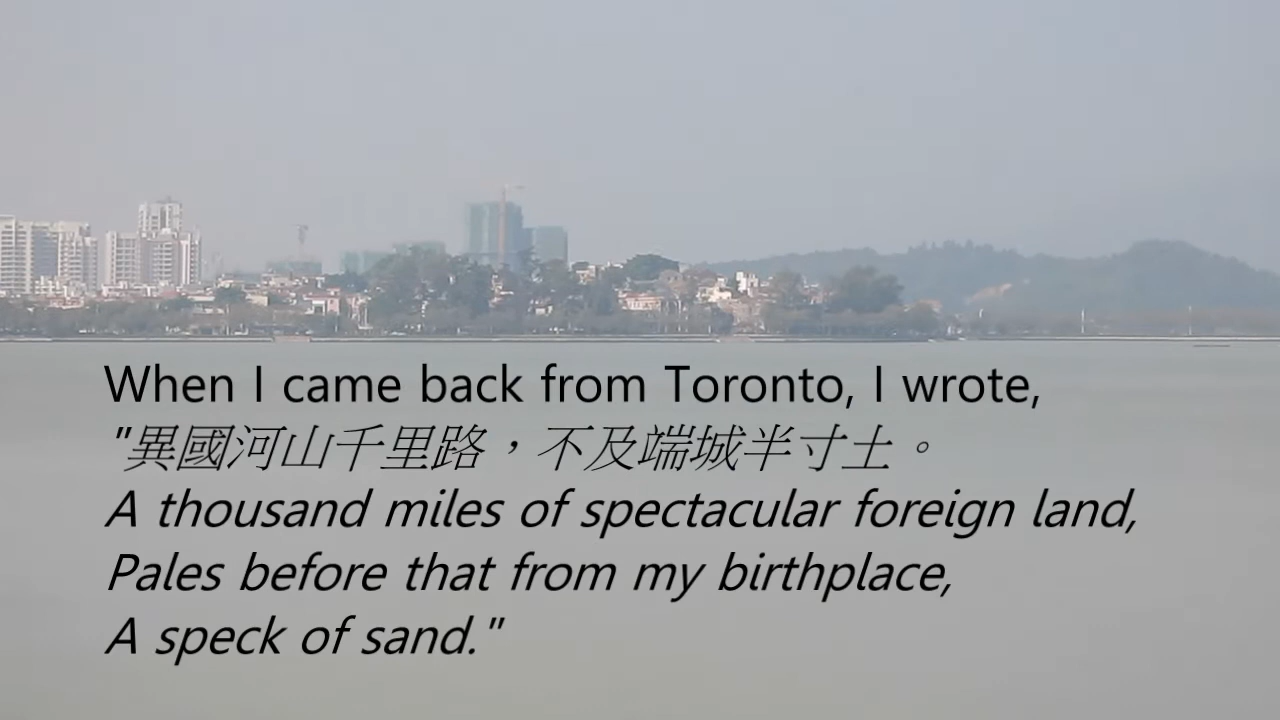 When I came back from Toronto, I wrote,
"異國河山千里路，不及端城半寸土。
A thousand miles of spectacular foreign land,
Pales before that from my birthplace,
A speck of sand."